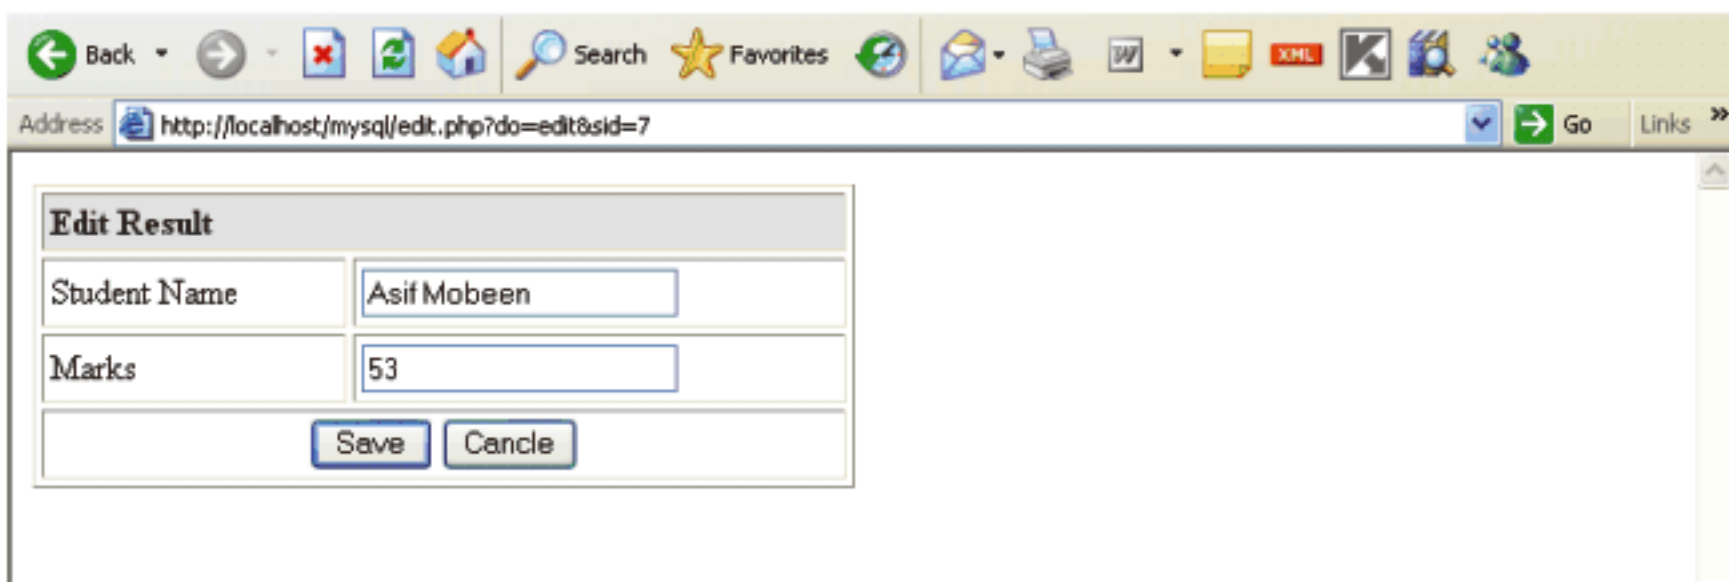 Back Search Favorites W XML K
Address http://localhost/mysql/edit.php?do=edit&sid=7 Go Links »
Edit Result
Student Name Asif Mobeen
Marks 53
Save Cancle